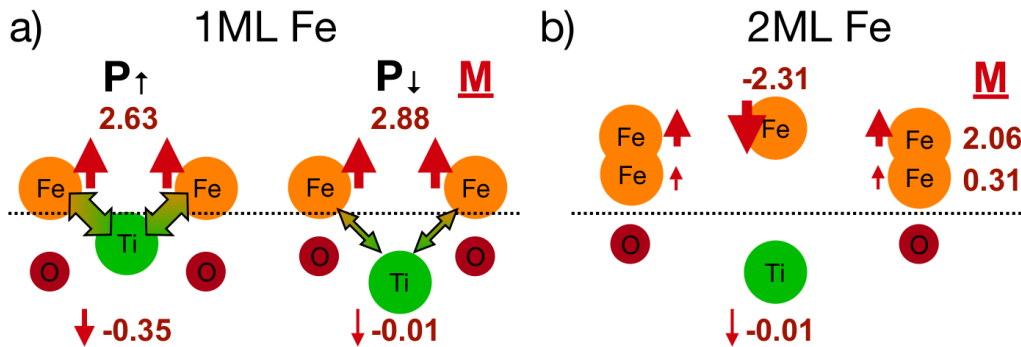 a) 1ML Fe
P↑ P↓ M
2.63 2.88
Fe Fe Fe Fe
Ti
O O O O
Ti
-0.35 -0.01
b) 2ML Fe
-2.31 M
Fe Fe Fe 2.06
Fe Fe 0.31
O O
Ti
-0.01